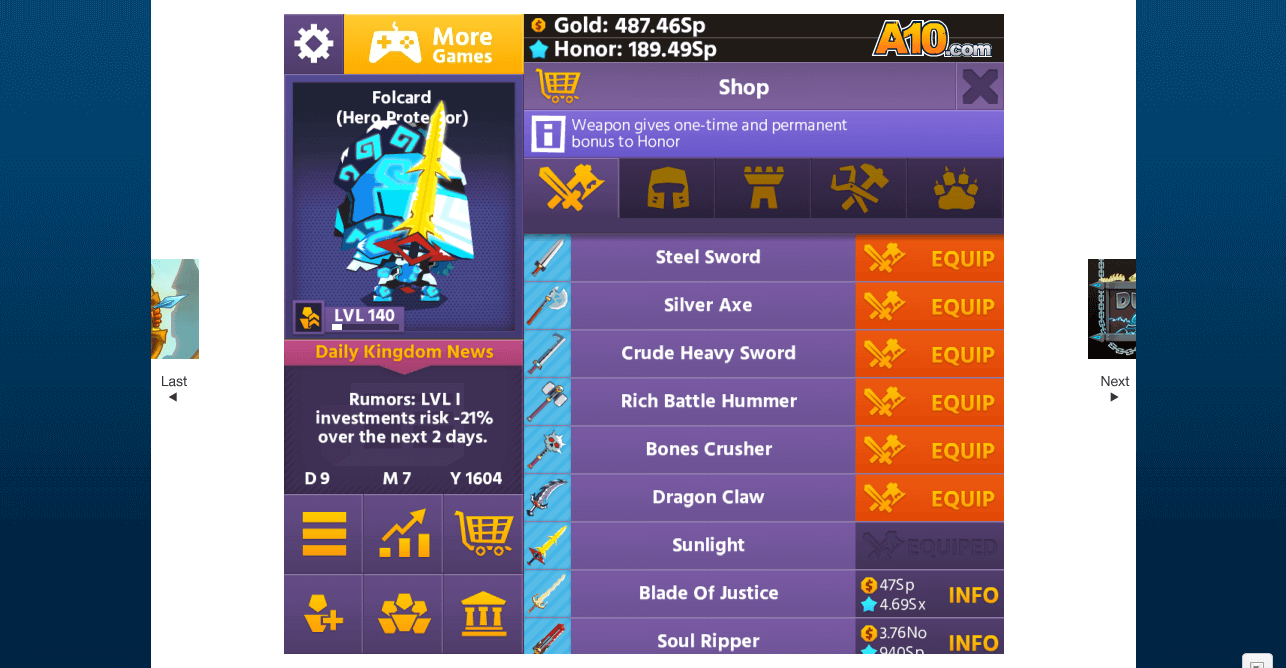 More
Games
Gold: 487.46Sp
Honor: 189.49Sp
A10.com
Shop
Weapon gives one-time and permanent
bonus to Honor
Folcard
(Hero Protector)
LVL 140
Daily Kingdom News
Rumors: LVL I
investments risk -21%
over the next 2 days.
D 9 M 7 Y 1604
Steel Sword EQUIP
Silver Axe EQUIP
Crude Heavy Sword EQUIP
Rich Battle Hummer EQUIP
Bones Crusher EQUIP
Dragon Claw EQUIP
Sunlight EQUIPED
Blade Of Justice 47Sp INFO
4.69Sx
Soul Ripper 3.76No INFO
940Sp
Last
Next